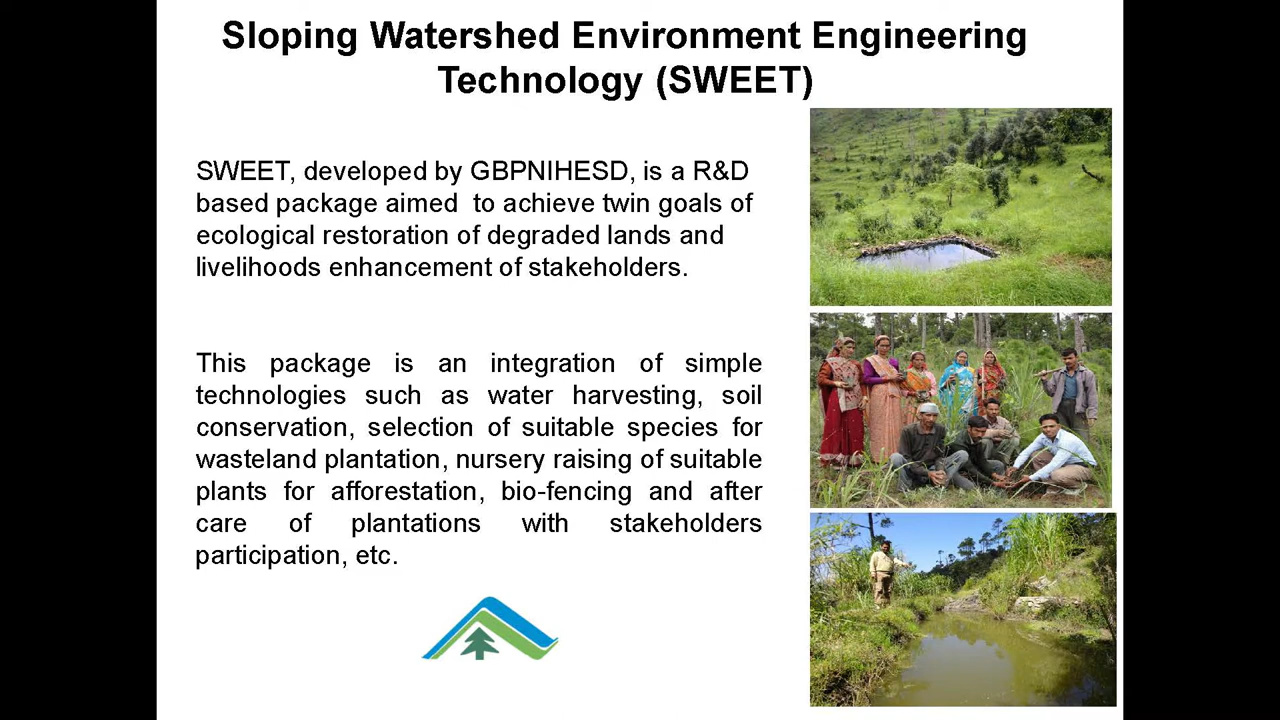 Sloping Watershed Environment Engineering
Technology (SWEET)
SWEET, developed by GBPNIHESD, is a R&D
based package aimed  to achieve twin goals of
ecological restoration of degraded lands and
livelihoods enhancement of stakeholders.
This package is an integration of simple
technologies such as water harvesting, soil
conservation, selection of suitable species for
wasteland plantation, nursery raising of suitable
plants for afforestation, bio-fencing and after
care of plantations with stakeholders
participation, etc.